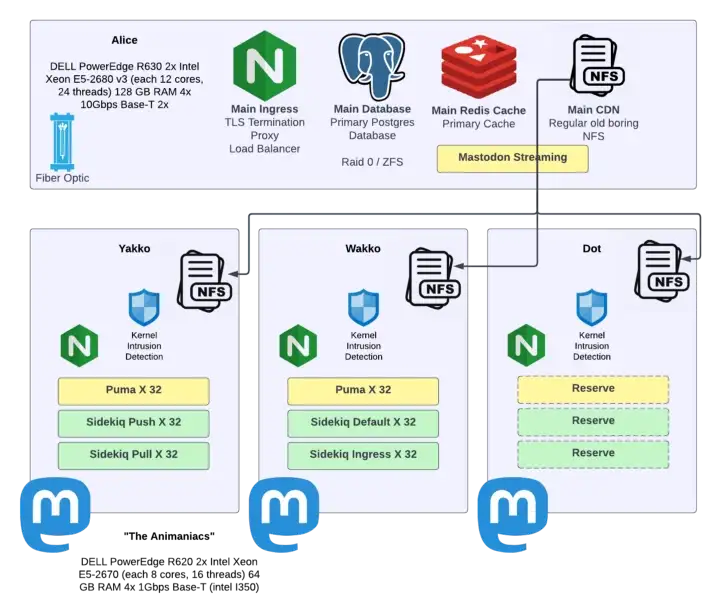 Alice
DELL PowerEdge R630 2x Intel
Xeon E5-2680 v3 (each 12 cores,
24 threads) 128 GB RAM 4x
10Gbps Base-T 2x
Fiber Optic
N
Main Ingress
TLS Termination
Proxy
Load Balancer
Main Database
Primary Postgres
Database
Raid 0 / ZFS
Main Redis Cache
Primary Cache
Mastodon Streaming
NFS
Main CDN
Regular old boring
NFS
Yakko
NFS
N
Kernel
Intrusion
Detection
Puma X 32
Sidekiq Push X 32
Sidekiq Pull X 32
m
Wakko
NFS
N
Kernel
Intrusion
Detection
Puma X 32
Sidekiq Default X 32
Sidekiq Ingress X 32
m
Dot
NFS
N
Kernel
Intrusion
Detection
Reserve
Reserve
Reserve
m
"The Animaniacs"
DELL PowerEdge R620 2x Intel Xeon
E5-2670 (each 8 cores, 16 threads) 64
GB RAM 4x 1Gbps Base-T (intel I350)